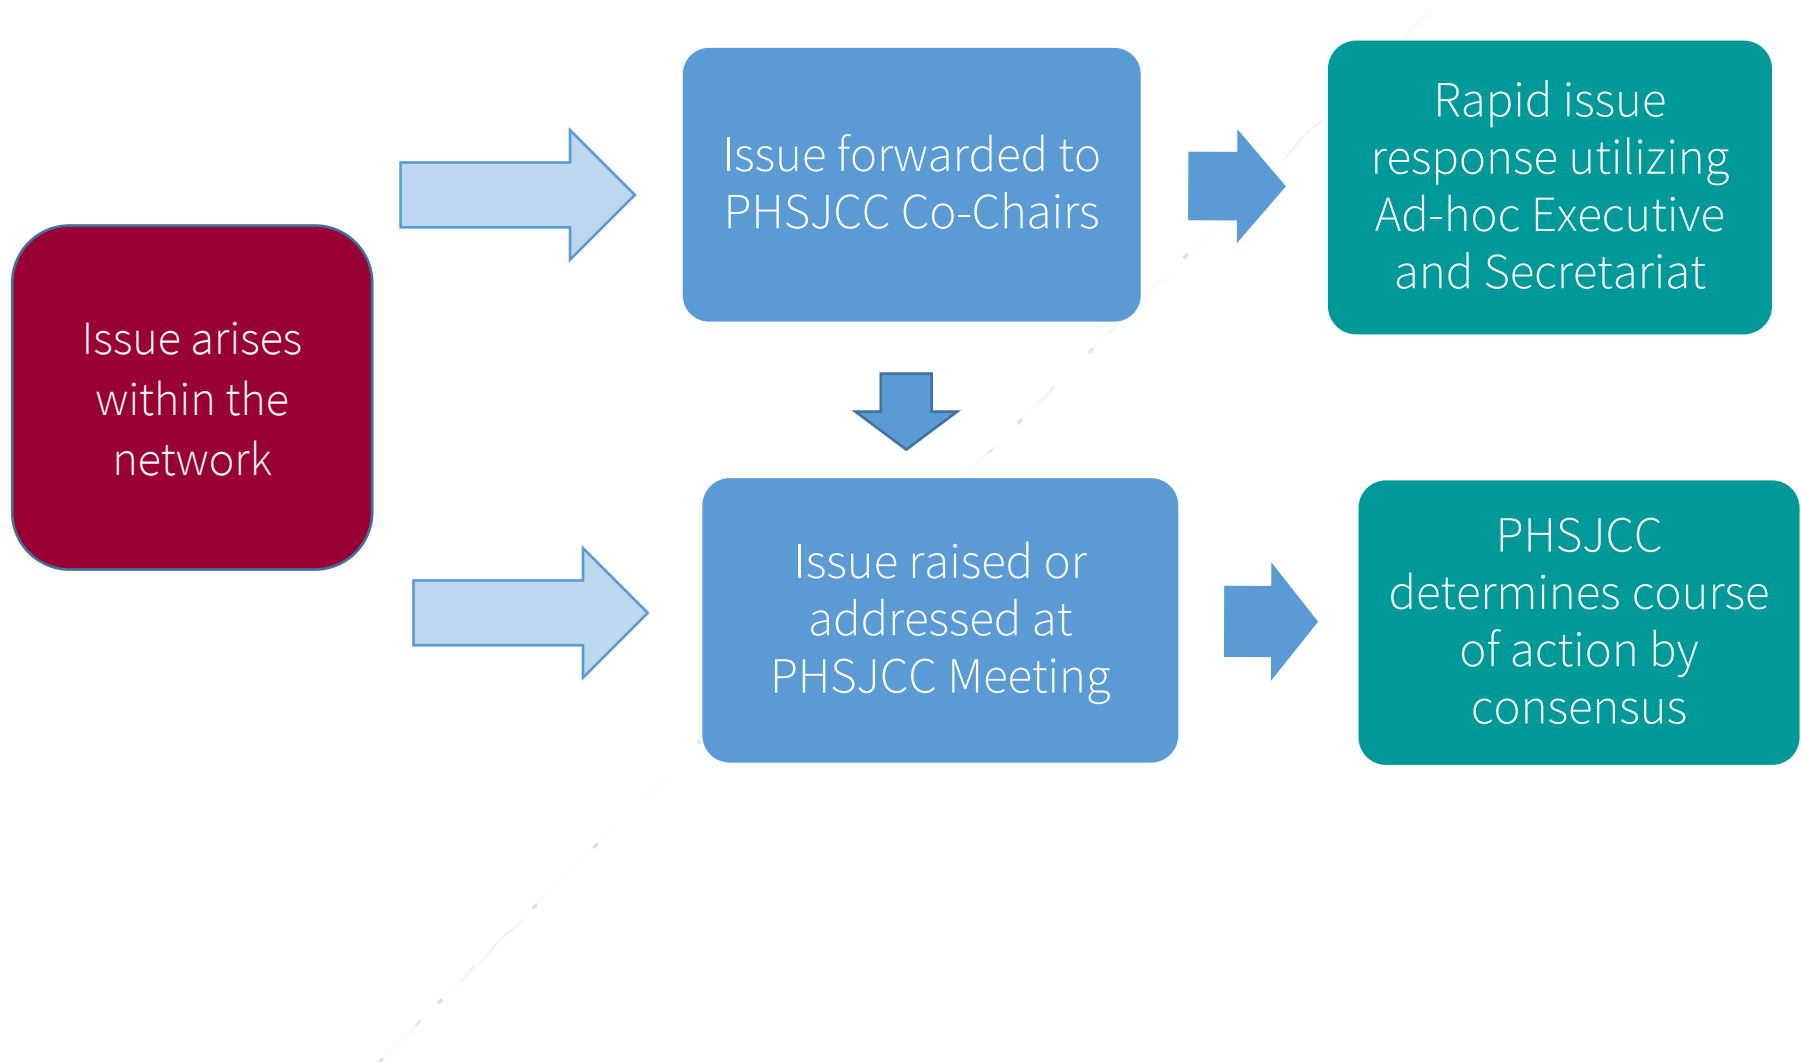 Issue arises
within the
network
Issue forwarded to
PHSJCC Co-Chairs
Rapid issue
response utilizing
Ad-hoc Executive
and Secretariat
Issue raised or
addressed at
PHSJCC Meeting
PHSJCC
determines course
of action by
consensus